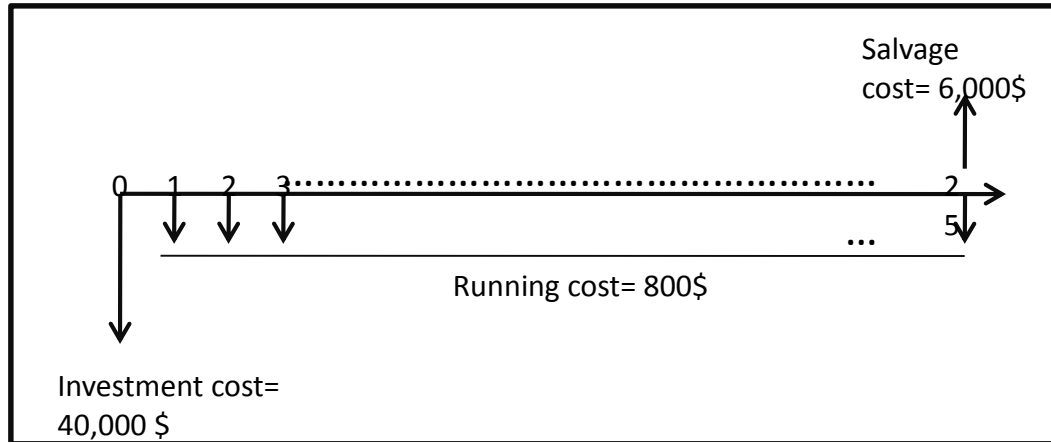 Salvage
cost= 6,000$
0 1 2 3 2
5
...
Running cost= 800$
Investment cost=
40,000 $